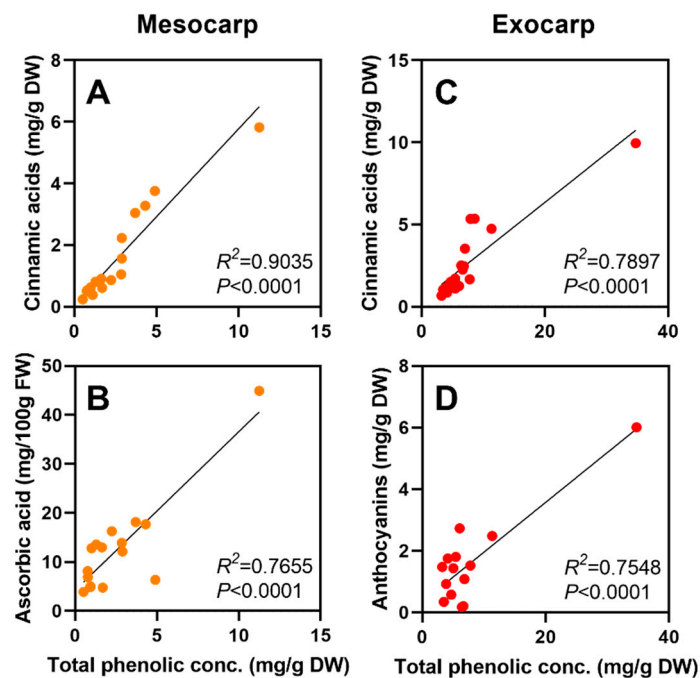 Mesocarp
Exocarp
A
Cinnamic acids (mg/g DW)
8
6
4
2
0
0 5 10 15
R²=0.9035
P<0.0001
C
Cinnamic acids (mg/g DW)
15
10
5
0
0 20 40
R²=0.7897
P<0.0001
B
Ascorbic acid (mg/100g FW)
50
40
30
20
10
0
0 5 10 15
R²=0.7655
P<0.0001
Total phenolic conc. (mg/g DW)
D
Anthocyanins (mg/g DW)
8
6
4
2
0
0 20 40
R²=0.7548
P<0.0001
Total phenolic conc. (mg/g DW)